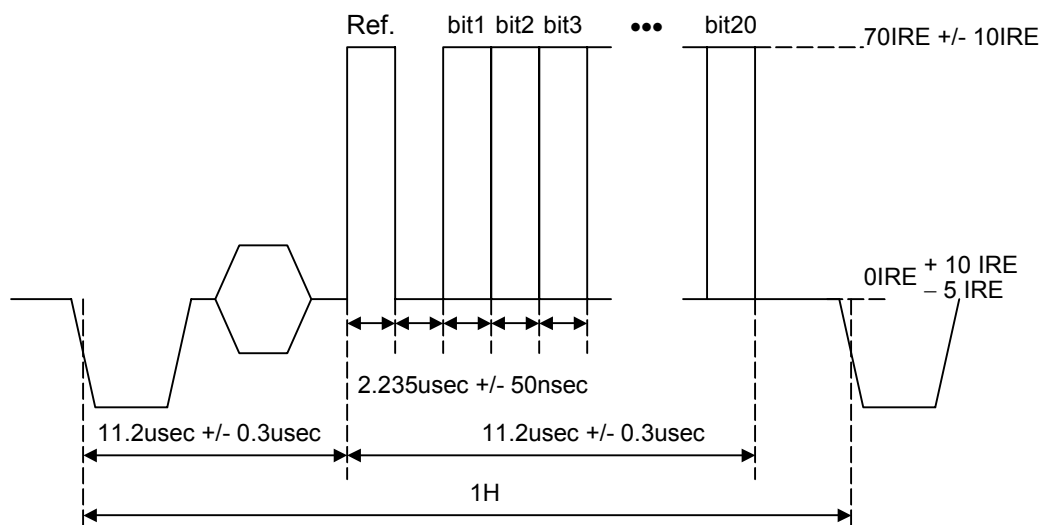 Ref. bit1 bit2 bit3 ••• bit20 70IRE +/- 10IRE
0IRE + 10 IRE
– 5 IRE
2.235usec +/- 50nsec
11.2usec +/- 0.3usec 11.2usec +/- 0.3usec
1H